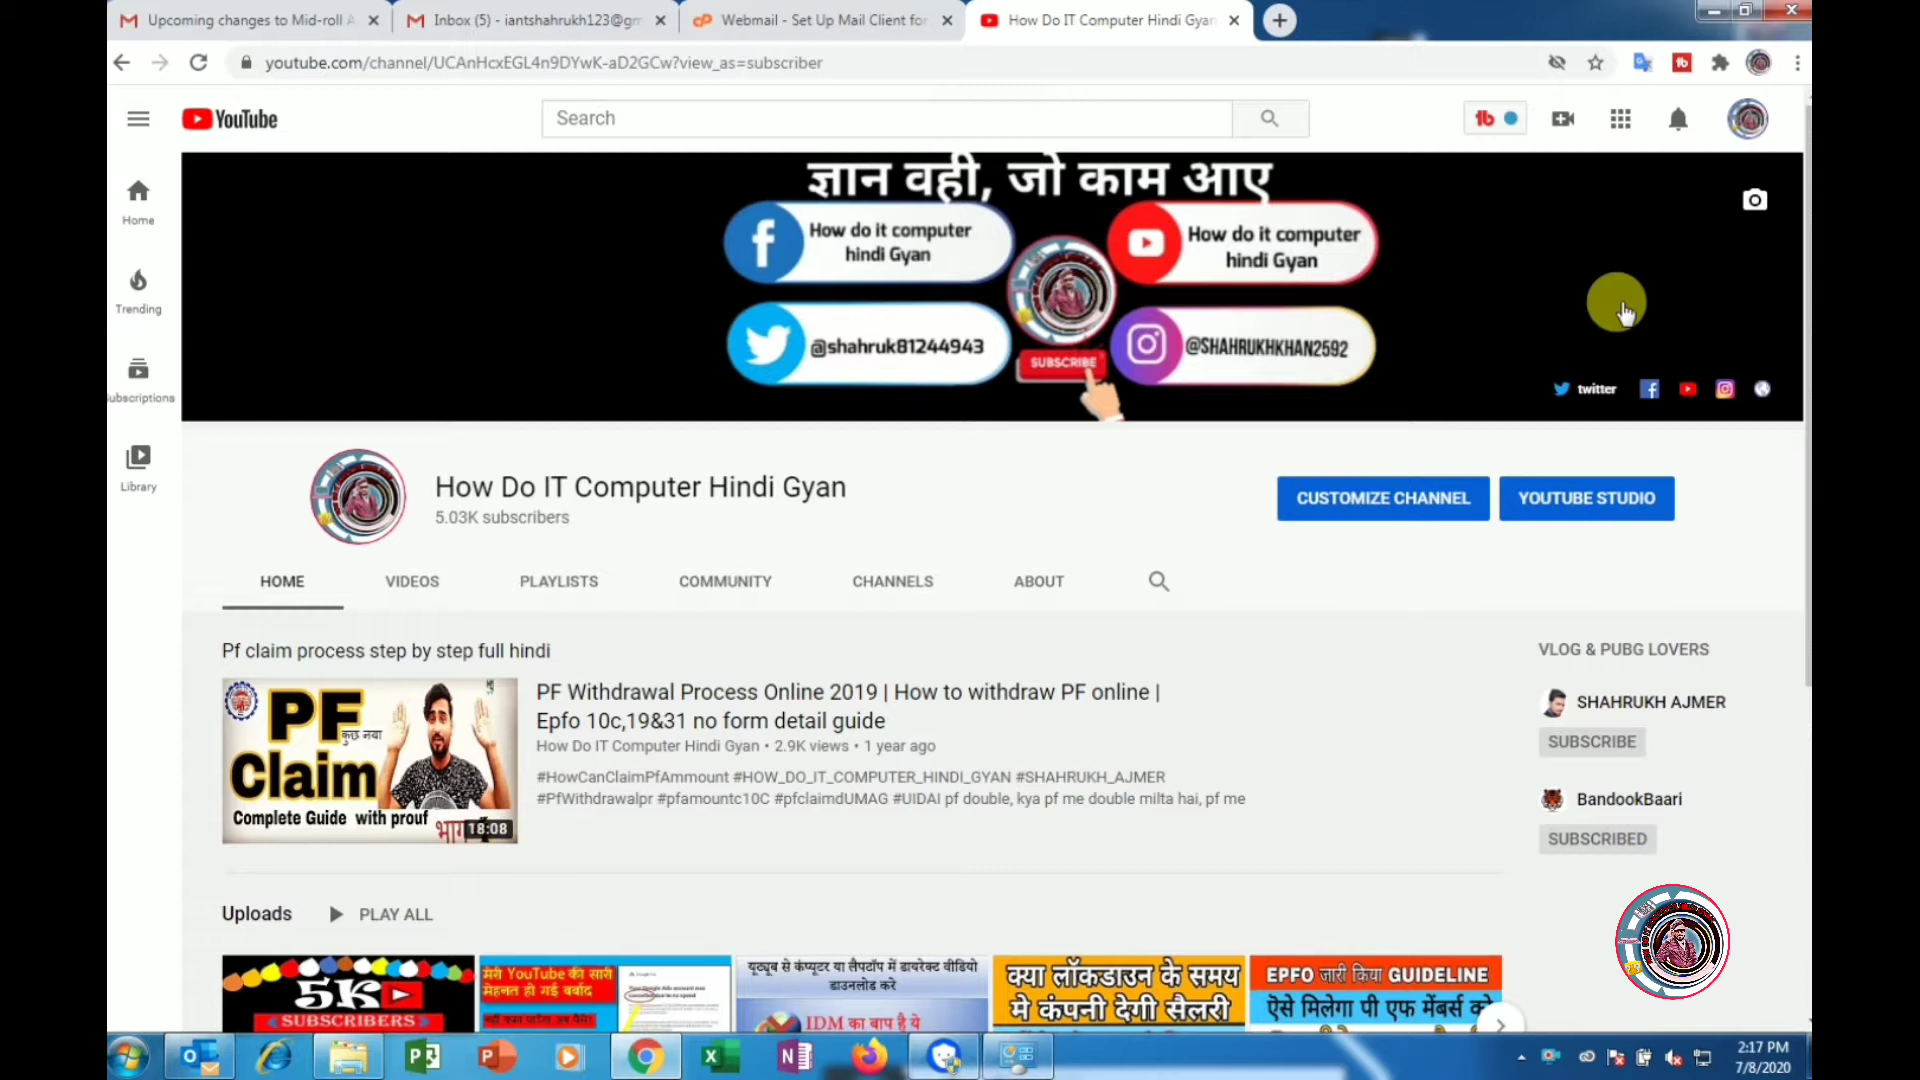 Upcoming changes to Mid-roll A
Inbox (5) - iantshahrukh123@gm
Webmail - Set Up Mail Client for
How Do IT Computer Hindi Gyan
youtube.com/channel/UCAnHcxEGL4n9DYwK-aD2GCw?view_as=subscriber
YouTube
Search
Home
Trending
ubscriptions
Library
ज्ञान वही, जो काम आए
How do it computer
hindi Gyan
How do it computer
hindi Gyan
@shahruk81244943
SUBSCRIBE
@SHAHRUKHKHAN2592
twitter
How Do IT Computer Hindi Gyan
5.03K subscribers
CUSTOMIZE CHANNEL
YOUTUBE STUDIO
HOME
VIDEOS
PLAYLISTS
COMMUNITY
CHANNELS
ABOUT
Pf claim process step by step full hindi
PF
कुछ नया
Claim
Complete Guide with prouf
भाग
18:08
PF Withdrawal Process Online 2019 | How to withdraw PF online |
Epfo 10c,19&31 no form detail guide
How Do IT Computer Hindi Gyan • 2.9K views • 1 year ago
#HowCanClaimPfAmmount #HOW_DO_IT_COMPUTER_HINDI_GYAN #SHAHRUKH_AJMER
#PfWithdrawalpr #pfamountc10C #pfclaimdUMAG #UIDAI pf double, kya pf me double milta hai, pf me
VLOG & PUBG LOVERS
SHAHRUKH AJMER
SUBSCRIBE
BandookBaari
SUBSCRIBED
Uploads
PLAY ALL
5K
SUBSCRIBERS
मेरी YouTube की सारी
मेहनत हो गई बर्बाद
यूट्यूब से कंप्यूटर या लैपटॉप में डायरेक्ट वीडियो
डाउनलोड करे
IDM का बाप है ये
क्या लॉकडाउन के समय
मे कंपनी देगी सैलरी
EPFO जारी किया GUIDELINE
ऐसे मिलेगा पी एफ मेंबर्स को
2:17 PM
7/8/2020